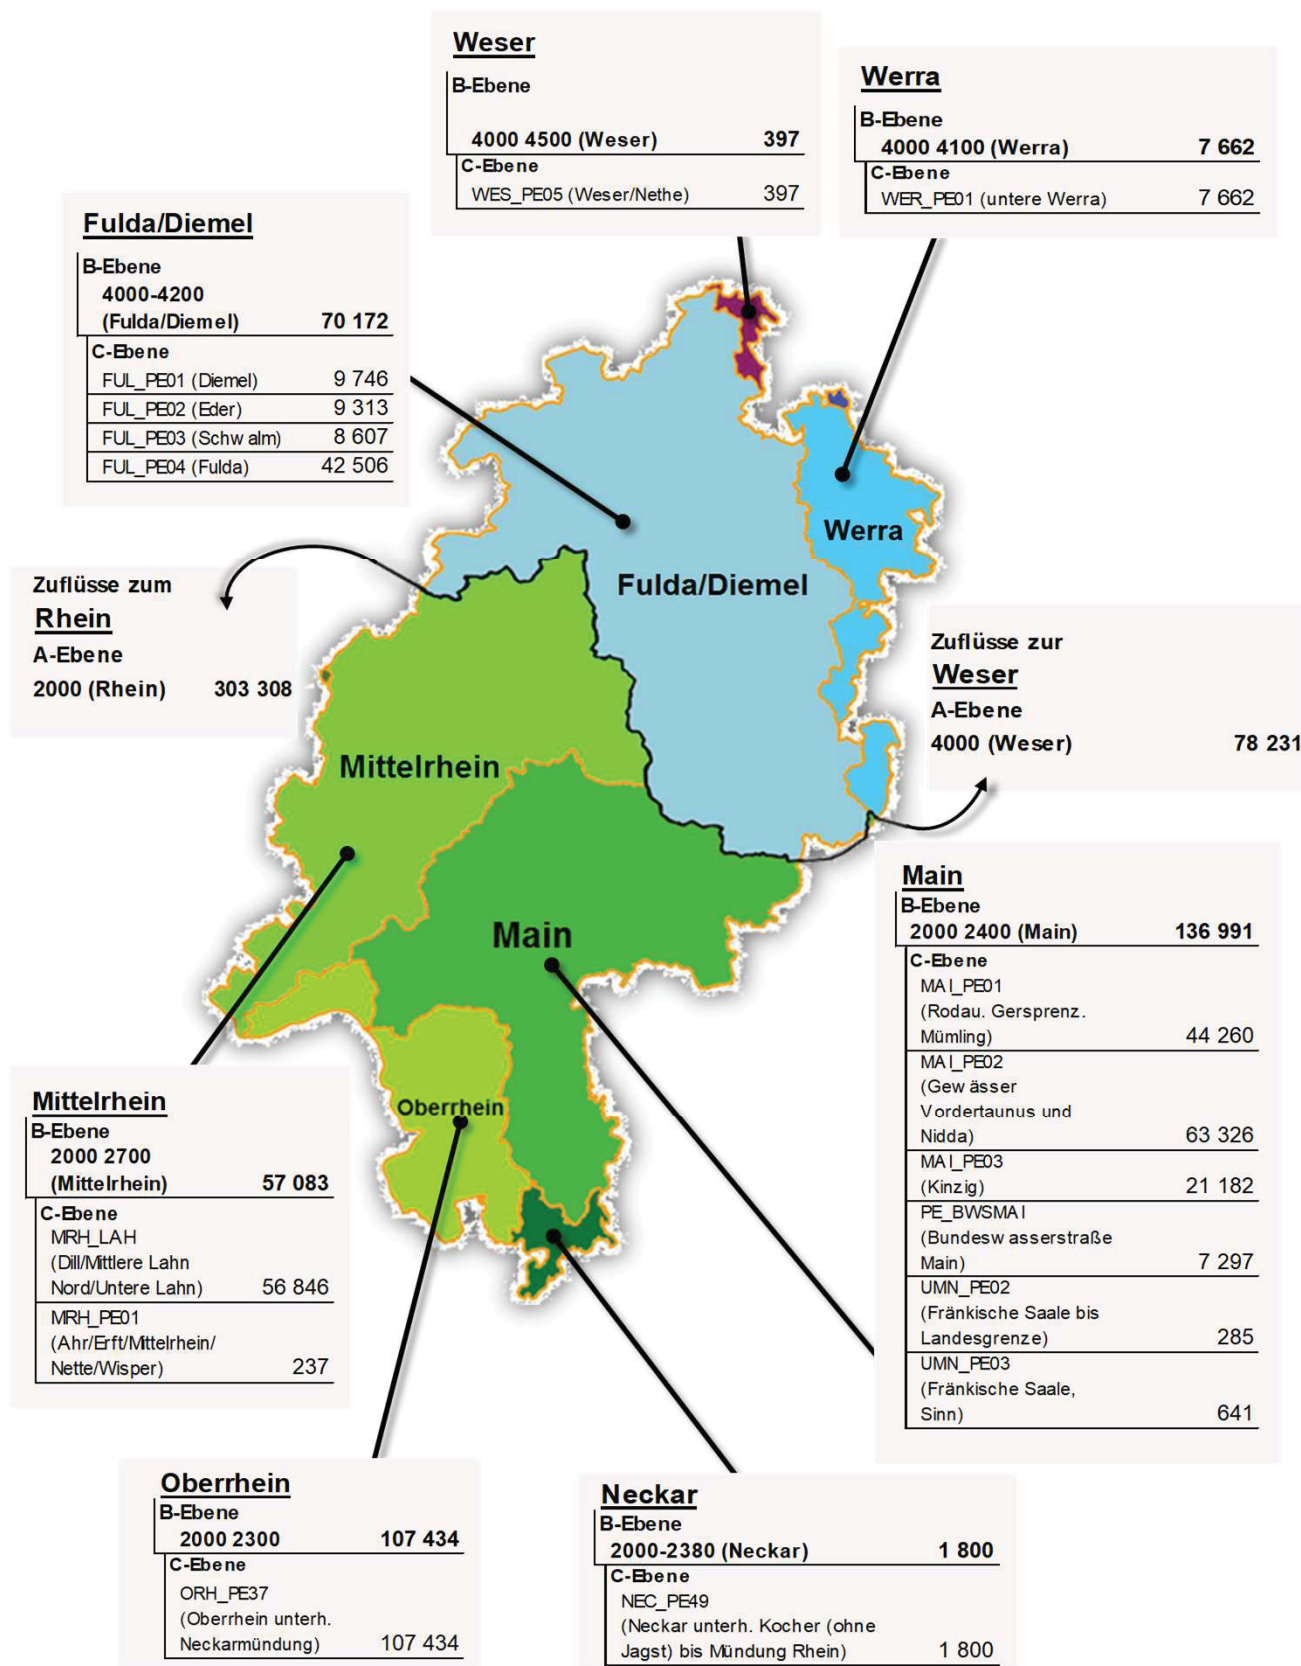 Weser
B-Ebene
4000 4500 (Weser) 397
C-Ebene
WES_PE05 (Weser/Nethe) 397
Werra
B-Ebene
4000 4100 (Werra) 7 662
C-Ebene
WER_PE01 (untere Werra) 7 662
Fulda/Diemel
B-Ebene
4000-4200
(Fulda/Diemel) 70 172
C-Ebene
FUL_PE01 (Diemel) 9 746
FUL_PE02 (Eder) 9 313
FUL_PE03 (Schwalm) 8 607
FUL_PE04 (Fulda) 42 506
Werra
Fulda/Diemel
Zuflüsse zum
Rhein
A-Ebene
2000 (Rhein) 303 308
Zuflüsse zur
Weser
A-Ebene
4000 (Weser) 78 231
Mittelrhein
Main
Oberrhein
Main
B-Ebene
2000 2400 (Main) 136 991
C-Ebene
MAI_PE01
(Rodau. Gersprenz.
Mümling) 44 260
MAI_PE02
(Gewässer
Vordertaunus und
Nidda) 63 326
MAI_PE03
(Kinzig) 21 182
PE_BWSMAI
(Bundeswasserstraße
Main) 7 297
UMN_PE02
(Fränkische Saale bis
Landesgrenze) 285
UMN_PE03
(Fränkische Saale,
Sinn) 641
Mittelrhein
B-Ebene
2000 2700
(Mittelrhein) 57 083
C-Ebene
MRH_LAH
(Dill/Mittlere Lahn
Nord/Untere Lahn) 56 846
MRH_PE01
(Ahr/Erft/Mittelrhein/
Nette/Wisper) 237
Oberrhein
B-Ebene
2000 2300 107 434
C-Ebene
ORH_PE37
(Oberrhein unterh.
Neckarmündung) 107 434
Neckar
B-Ebene
2000-2380 (Neckar) 1 800
C-Ebene
NEC_PE49
(Neckar unterh. Kocher (ohne
Jagst) bis Mündung Rhein) 1 800